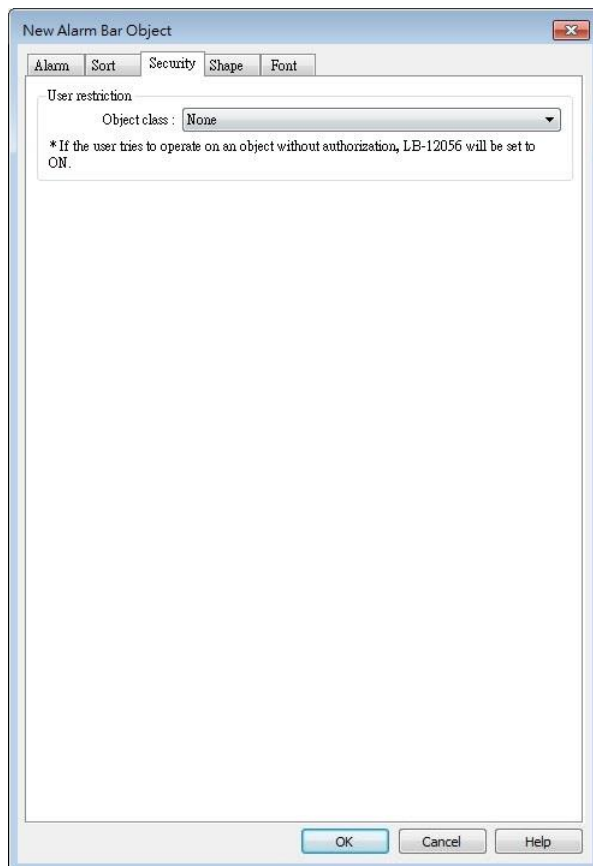 New Alarm Bar Object
Alarm Sort Security Shape Font
User restriction
Object class : None
* If the user tries to operate on an object without authorization, LB-12056 will be set to
ON.
OK Cancel Help